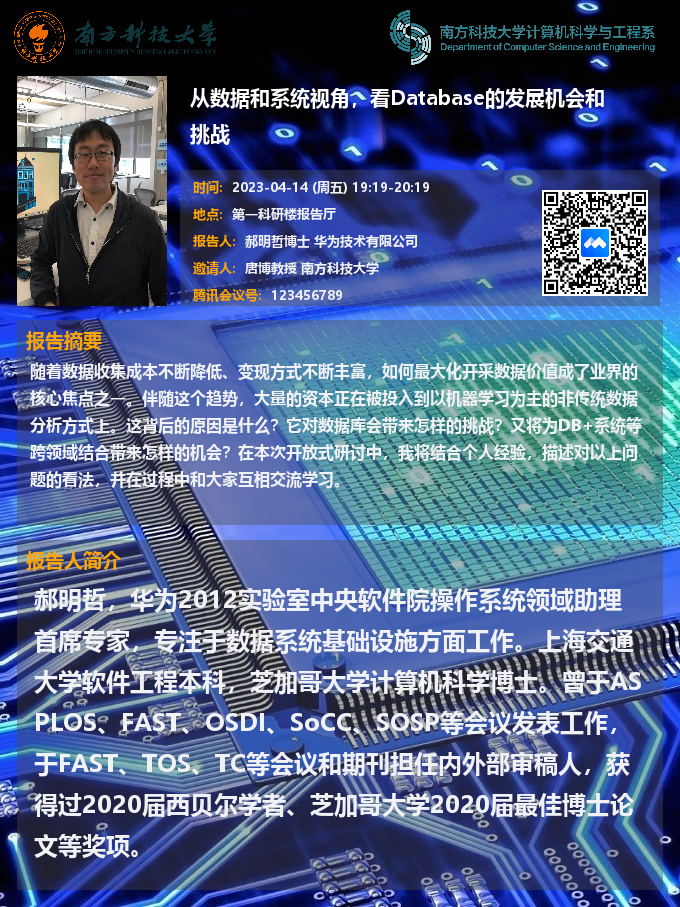 南方科技大学
SOUTHERN UNIVERSITY OF SCIENCE AND TECHNOLOGY
南方科技大学计算机科学与工程系
Department of Computer Science and Engineering
从数据和系统视角，看Database的发展机会和
挑战
时间：2023-04-14 (周五) 19:19-20:19
地点：第一科研楼报告厅
报告人：郝明哲博士 华为技术有限公司
邀请人：唐博教授 南方科技大学
腾讯会议号：123456789
报告摘要
随着数据收集成本不断降低、变现方式不断丰富，如何最大化开采数据价值成了业界的
核心焦点之一。伴随这个趋势，大量的资本正在被投入到以机器学习为主的非传统数据
分析方式上。这背后的原因是什么？它对数据库会带来怎样的挑战？又将为DB+系统等
跨领域结合带来怎样的机会？在本次开放式研讨中，我将结合个人经验，描述对以上问
题的看法，并在过程中和大家互相交流学习。
报告人简介
郝明哲，华为2012实验室中央软件院操作系统领域助理
首席专家，专注于数据系统基础设施方面工作。上海交通
大学软件工程本科，芝加哥大学计算机科学博士。曾于AS
PLOS、FAST、OSDI、SoCC、SOSP等会议发表工作，
于FAST、TOS、TC等会议和期刊担任内外部审稿人，获
得过2020届西贝尔学者、芝加哥大学2020届最佳博士论
文等奖项。